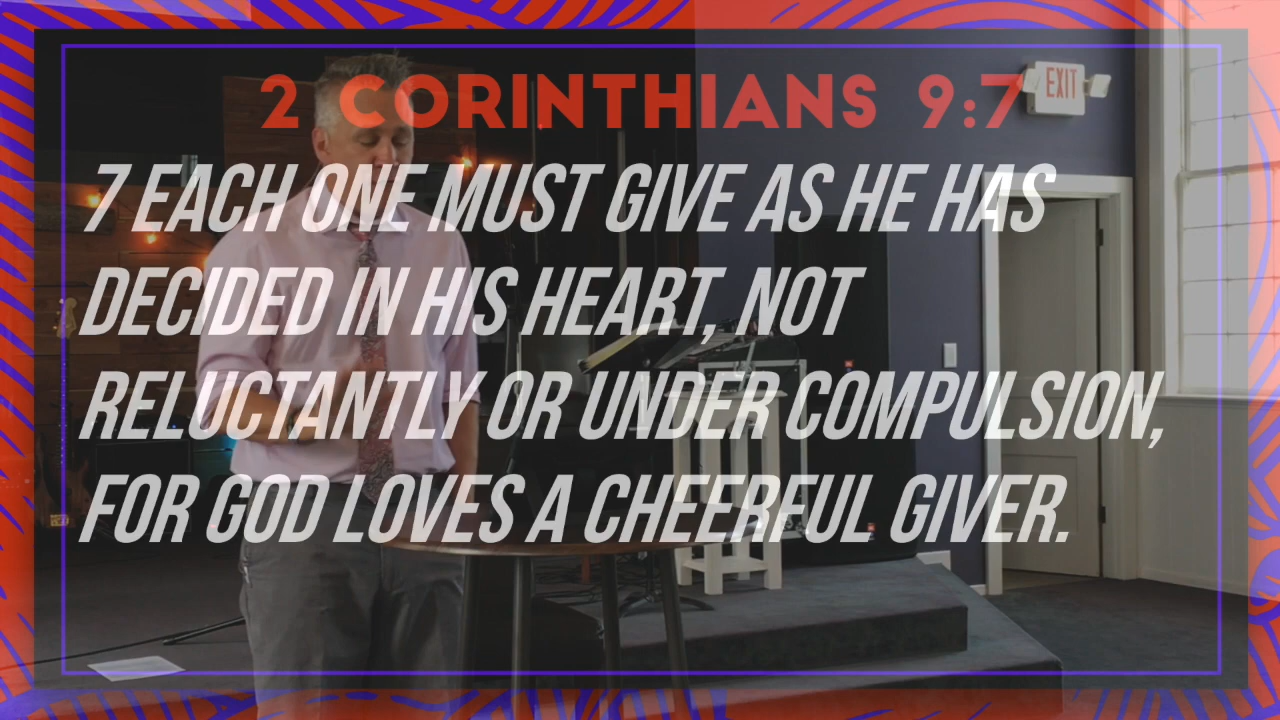 2 CORINTHIANS 9:7
EXIT
7 EACH ONE MUST GIVE AS HE HAS
DECIDED IN HIS HEART, NOT
RELUCTANTLY OR UNDER COMPULSION,
FOR GOD LOVES A CHEERFUL GIVER.